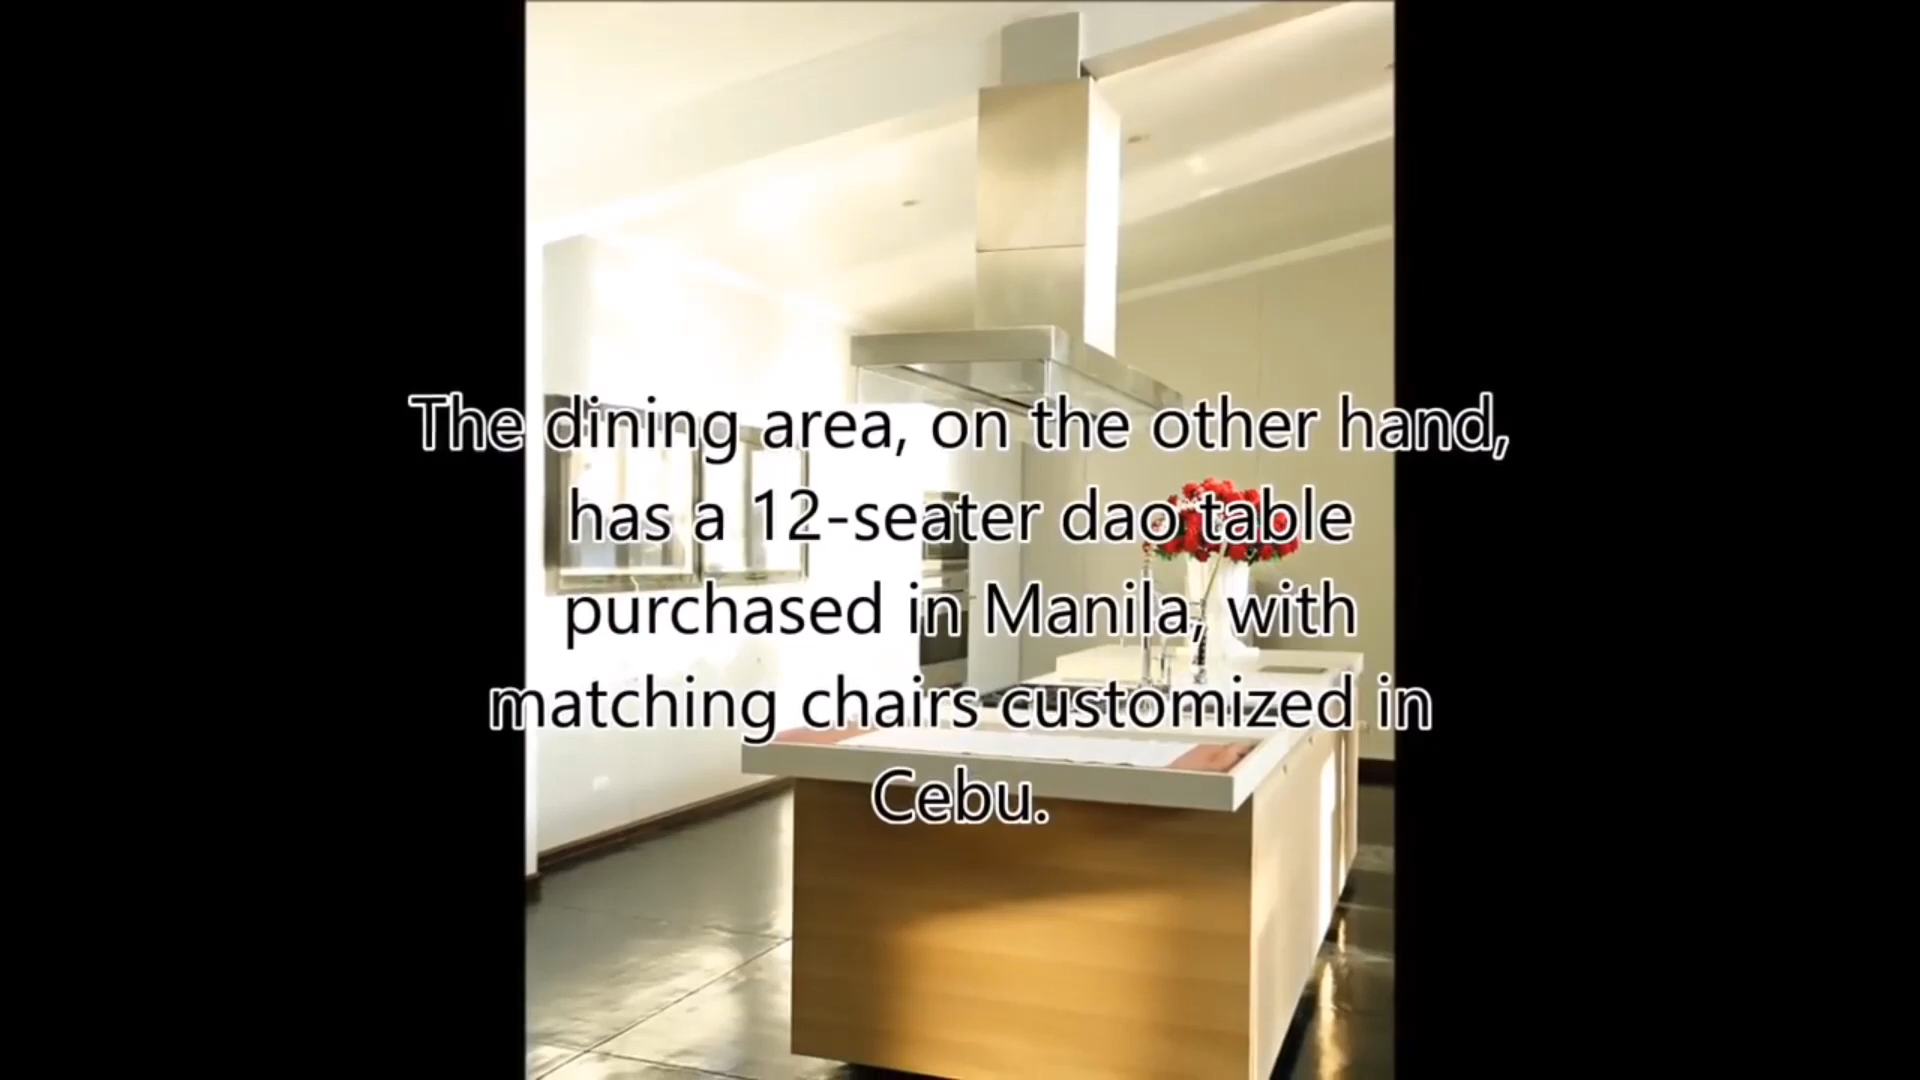 The dining area, on the other hand,
has a 12-seater dao table
purchased in Manila, with
matching chairs customized in
Cebu.